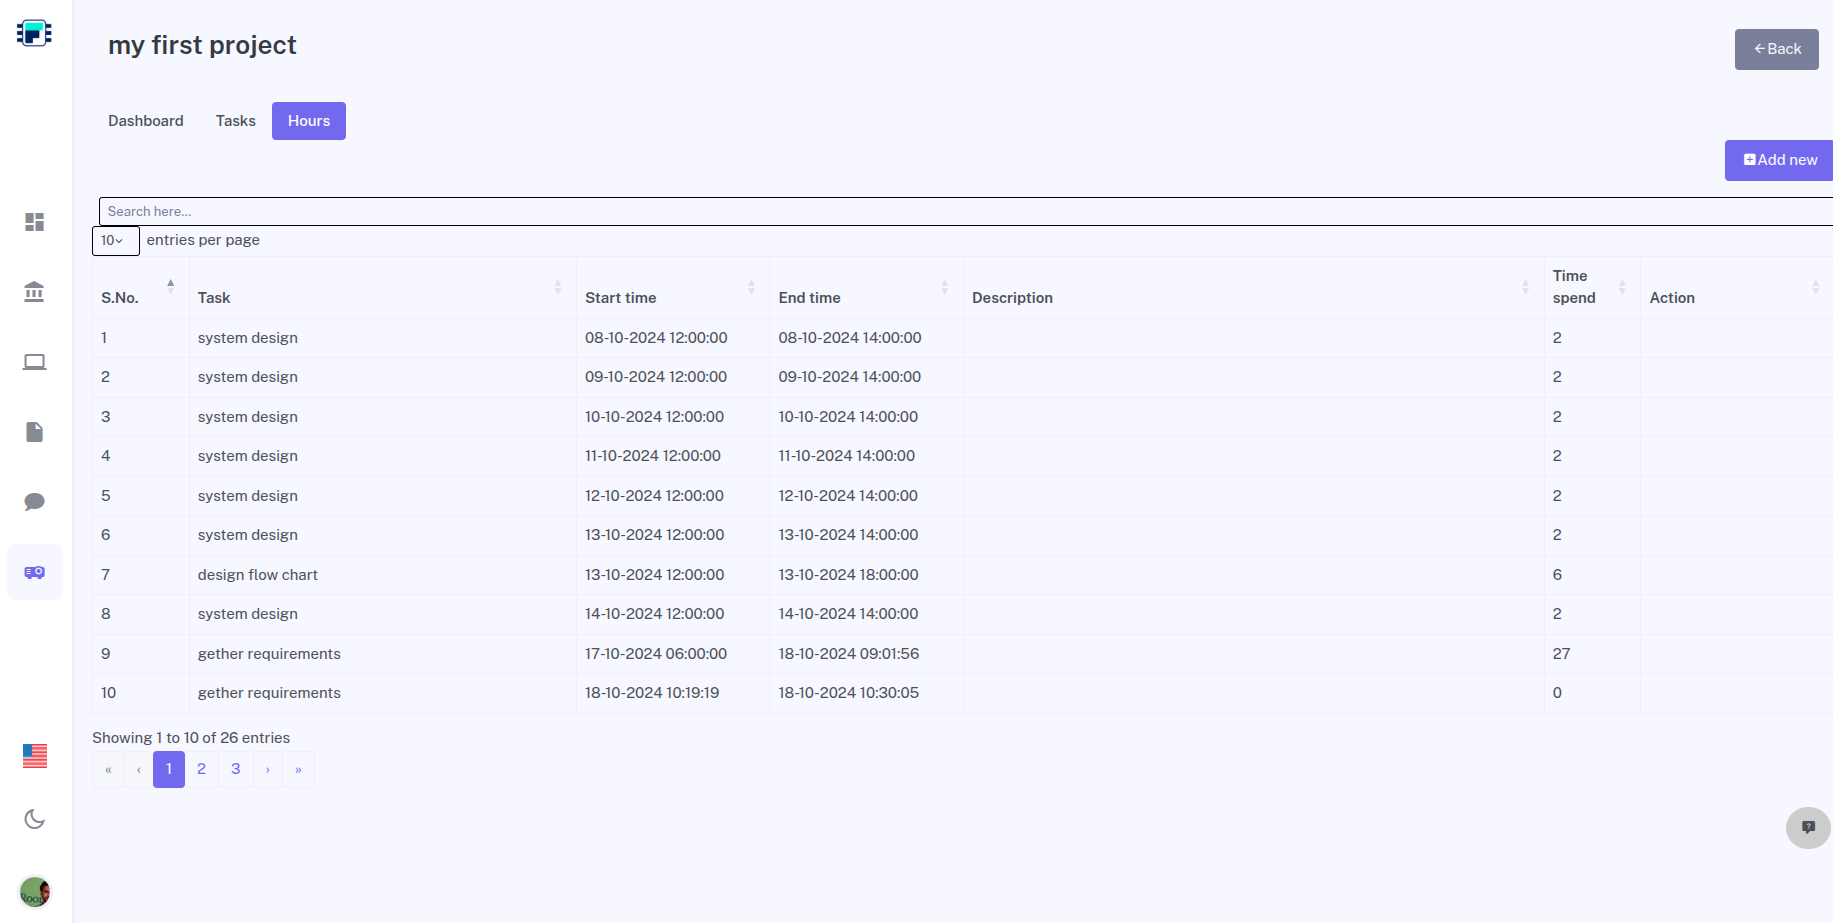 my first project
←Back
Dashboard Tasks Hours
Add new
Search here...
10 entries per page
S.No. Task Start time End time Description Time spend Action
1 system design 08-10-2024 12:00:00 08-10-2024 14:00:00 2
2 system design 09-10-2024 12:00:00 09-10-2024 14:00:00 2
3 system design 10-10-2024 12:00:00 10-10-2024 14:00:00 2
4 system design 11-10-2024 12:00:00 11-10-2024 14:00:00 2
5 system design 12-10-2024 12:00:00 12-10-2024 14:00:00 2
6 system design 13-10-2024 12:00:00 13-10-2024 14:00:00 2
7 design flow chart 13-10-2024 12:00:00 13-10-2024 18:00:00 6
8 system design 14-10-2024 12:00:00 14-10-2024 14:00:00 2
9 gether requirements 17-10-2024 06:00:00 18-10-2024 09:01:56 27
10 gether requirements 18-10-2024 10:19:19 18-10-2024 10:30:05 0
Showing 1 to 10 of 26 entries
« ‹ 1 2 3 › »